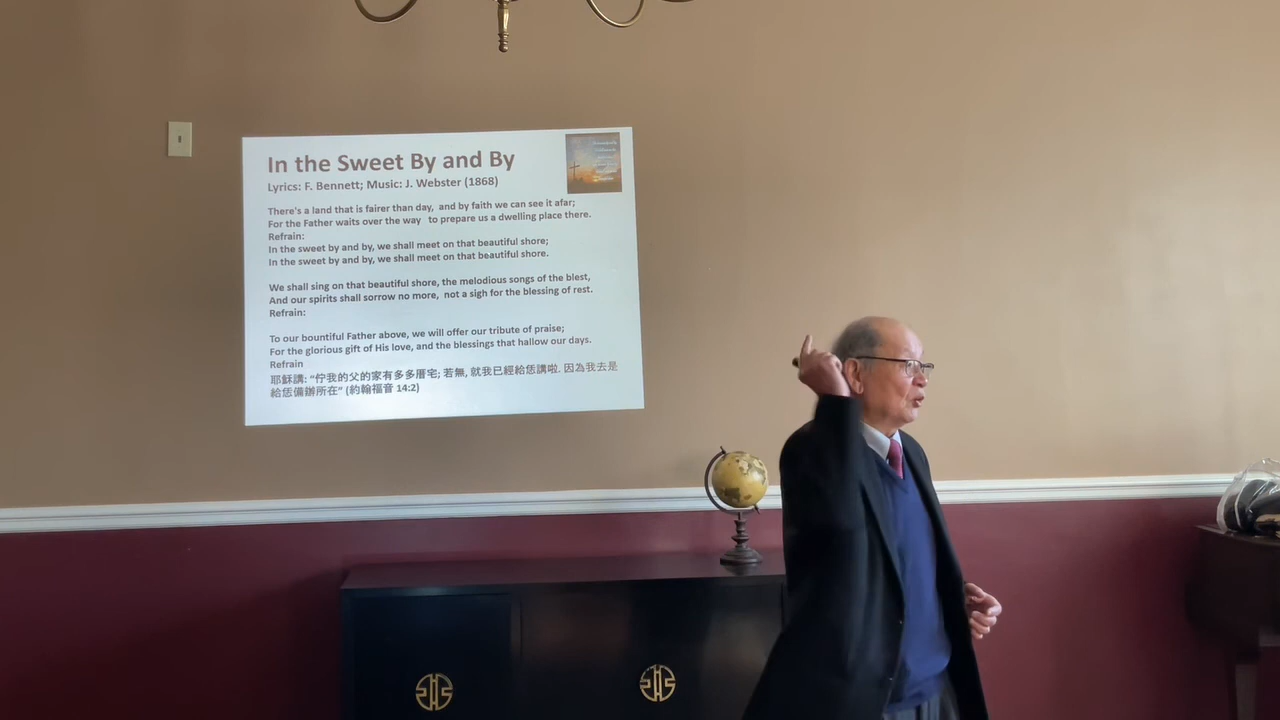 In the Sweet By and By
Lyrics: F. Bennett; Music: J. Webster (1868)
There's a land that is fairer than day, and by faith we can see it afar;
For the Father waits over the way to prepare us a dwelling place there.
Refrain:
In the sweet by and by, we shall meet on that beautiful shore;
In the sweet by and by, we shall meet on that beautiful shore.
We shall sing on that beautiful shore, the melodious songs of the blest,
And our spirits shall sorrow no more, not a sigh for the blessing of rest.
Refrain:
To our bountiful Father above, we will offer our tribute of praise;
For the glorious gift of His love, and the blessings that hallow our days.
Refrain
耶穌講: “佇我的父的家有多多厝宅; 若無, 就我已經給恁講啦. 因為我去是
給恁備辦所在” (約翰福音 14:2)